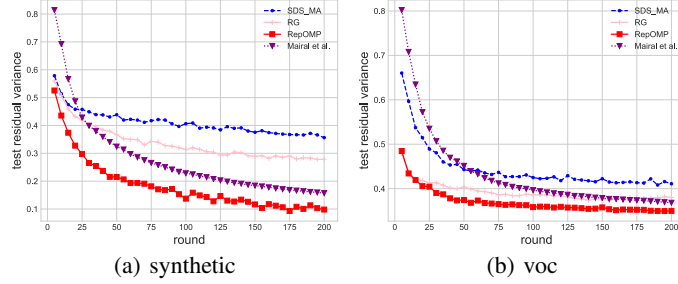 SDS_MA
RG
RepOMP
Mairal et al.
test residual variance
0.8
0.7
0.6
0.5
0.4
0.3
0.2
0.1
0 25 50 75 100 125 150 175 200
round
(a) synthetic
SDS_MA
RG
RepOMP
Mairal et al.
test residual variance
0.8
0.7
0.6
0.5
0.4
0 25 50 75 100 125 150 175 200
round
(b) voc